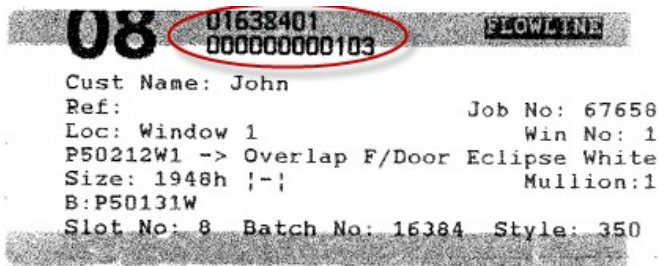 08 01638401 FLOWLINE
000000000103
Cust Name: John
Ref: Job No: 67658
Loc: Window 1 Win No: 1
P50212W1 -> Overlap F/Door Eclipse White
Size: 1948h ¦-¦ Mullion:1
B:P50131W
Slot No: 8 Batch No: 16384 Style: 350